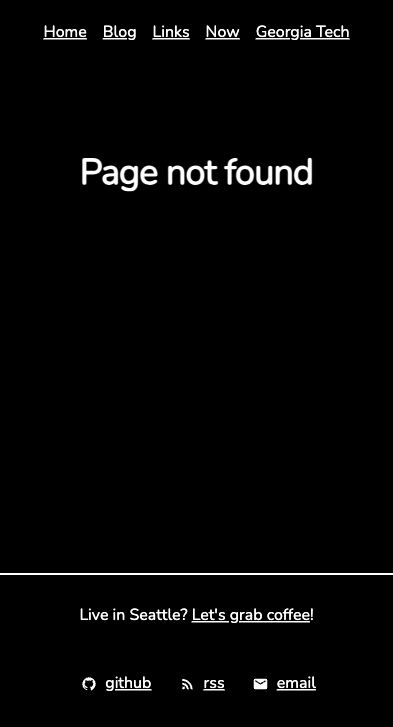 Home Blog Links Now Georgia Tech
Page not found
Live in Seattle? Let's grab coffee!
github rss email